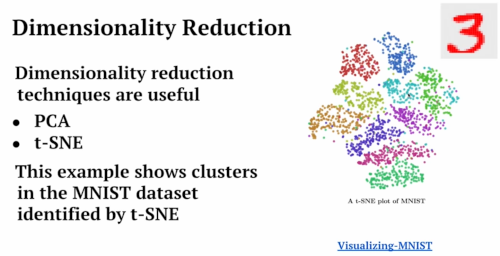 Dimensionality Reduction
3
Dimensionality reduction
techniques are useful
● PCA
● t-SNE
This example shows clusters
in the MNIST dataset
identified by t-SNE
A t-SNE plot of MNIST
Visualizing-MNIST